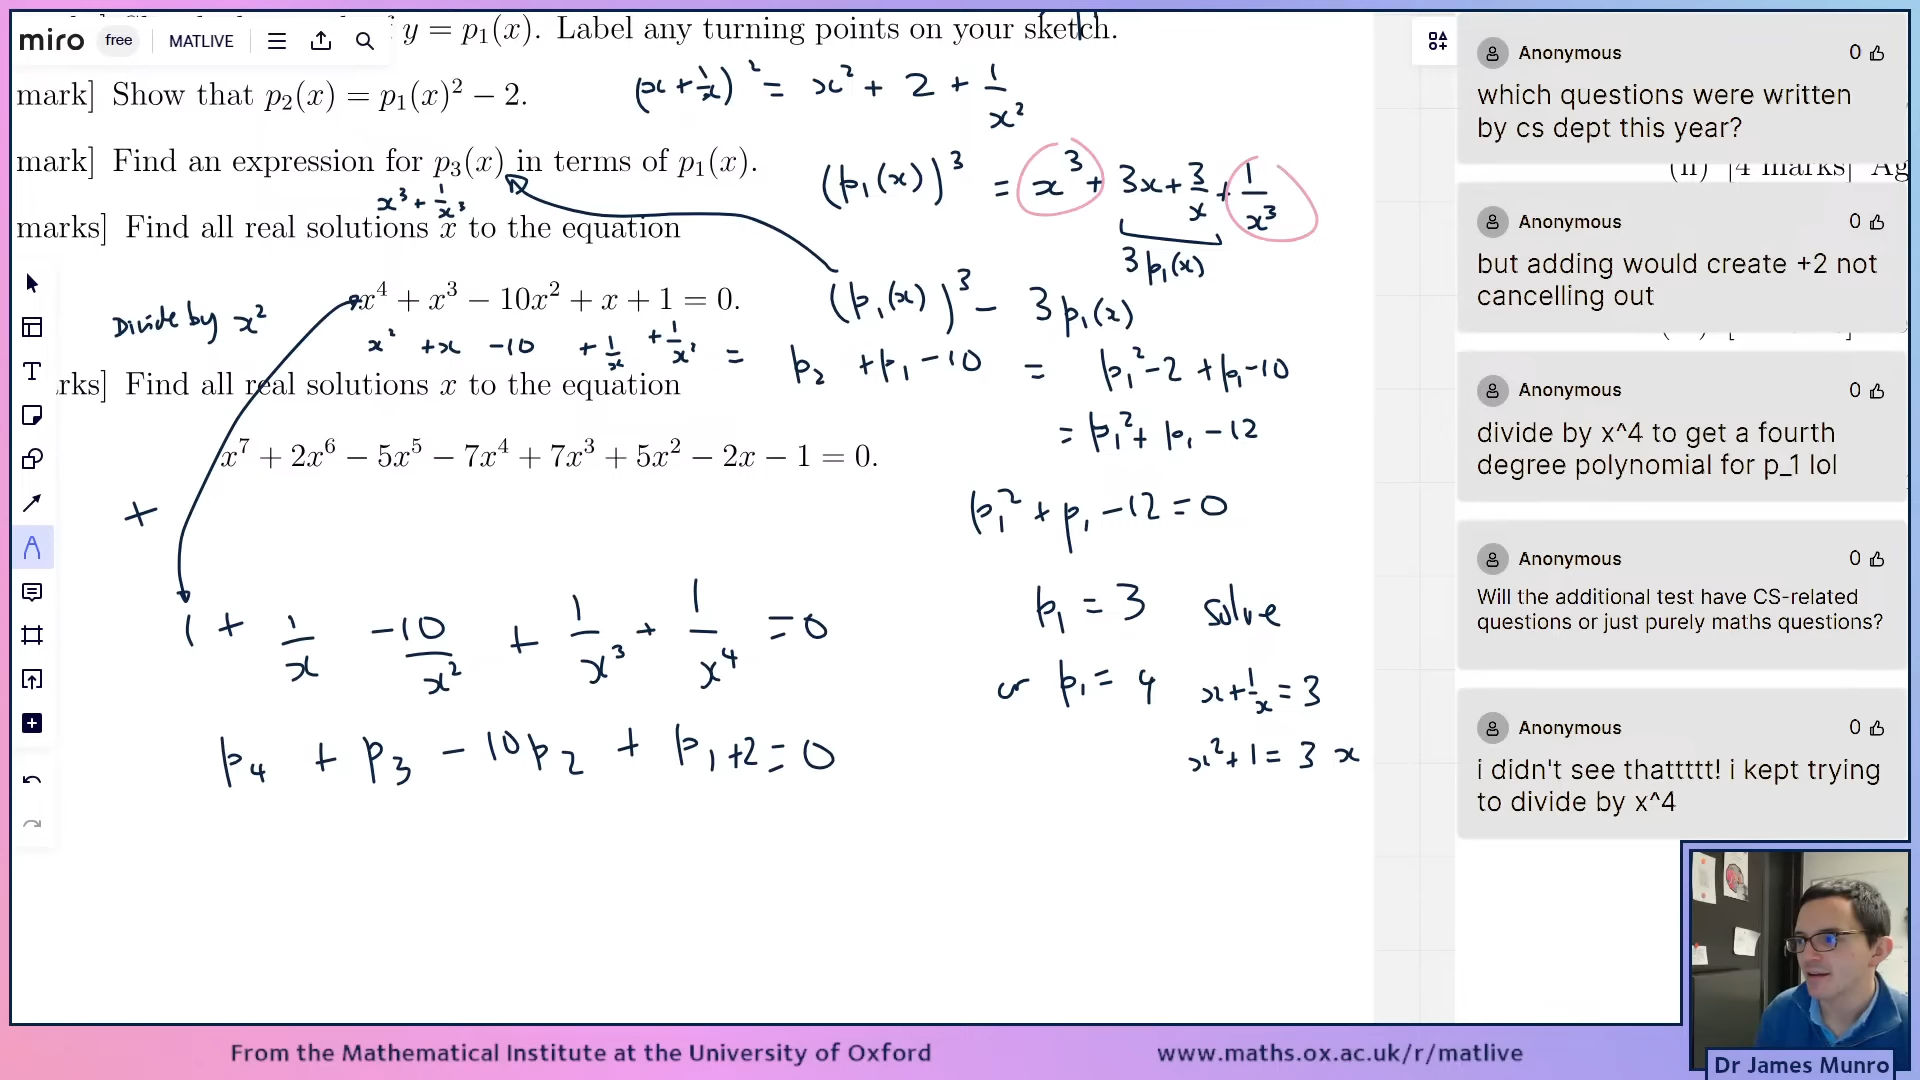 y = p₁(x). Label any turning points on your sketch.
miro free MATLIVE
mark] Show that p₂(x) = p₁(x)² − 2.
(x + 1/x)² = x² + 2 + 1/x²
mark] Find an expression for p₃(x) in terms of p₁(x).
x³ + 1/x³
(p₁(x))³ = x³ + 3x + 3/x + 1/x³
3p₁(x)
marks] Find all real solutions x to the equation
x⁴ + x³ − 10x² + x + 1 = 0.
(p₁(x))³ − 3p₁(x)
Divide by x²
x² + x − 10 + 1/x + 1/x² = p₂ + p₁ − 10 = p₁² − 2 + p₁ − 10
= p₁² + p₁ − 12
rks] Find all real solutions x to the equation
x⁷ + 2x⁶ − 5x⁵ − 7x⁴ + 7x³ + 5x² − 2x − 1 = 0.
+
p₁² + p₁ − 12 = 0
1 + 1/x − 10/x² + 1/x³ + 1/x⁴ = 0
p₁ = 3 solve
or p₁ = 4 x + 1/x = 3
x² + 1 = 3 x
p₄ + p₃ − 10p₂ + p₁ + 2 = 0
Anonymous 0
which questions were written
by cs dept this year?
(ii) [4 marks] Ag
Anonymous 0
but adding would create +2 not
cancelling out
Anonymous 0
divide by x^4 to get a fourth
degree polynomial for p_1 lol
Anonymous 0
Will the additional test have CS-related
questions or just purely maths questions?
Anonymous 0
i didn't see thattttt! i kept trying
to divide by x^4
From the Mathematical Institute at the University of Oxford
www.maths.ox.ac.uk/r/matlive
Dr James Munro